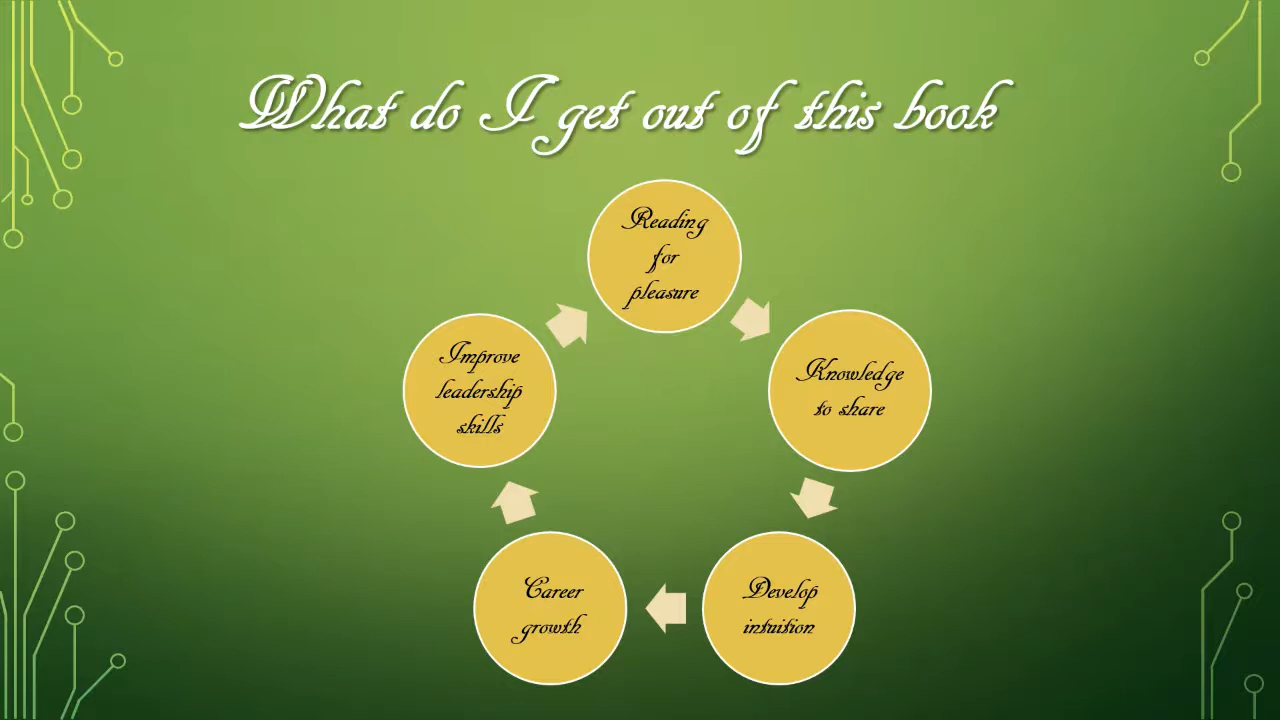 What do I get out of this book
Reading
for
pleasure
Knowledge
to share
Develop
intuition
Career
growth
Improve
leadership
skills